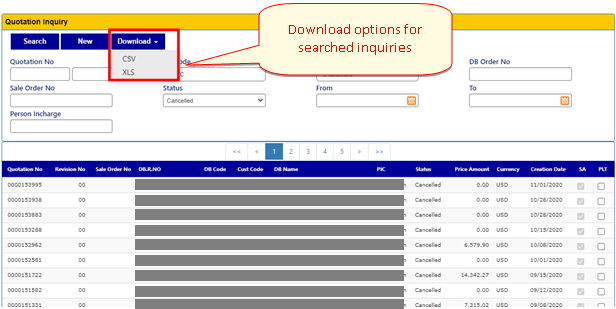 Quotation Inquiry
Search New Download
CSV
XLS
Download options for
searched inquiries
Quotation No DB Order No
Sale Order No Status From To
Cancelled
Person Incharge
<< < 1 2 3 4 5 > >>
Quotation No Revision No Sale Order No DBJLNO DB Code Cust Code DB Name PIC Status Price Amount Currency Creation Date SA PLT
0000153995 00 Cancelled 0.00 USD 11/01/2020
0000153938 00 Cancelled 0.00 USD 10/28/2020
0000153883 00 Cancelled 0.00 USD 10/26/2020
0000153288 00 Cancelled 0.00 USD 10/15/2020
0000152962 00 Cancelled 6,579.90 USD 10/08/2020
0000152581 00 Cancelled 0.00 USD 10/01/2020
0000151722 00 Cancelled 14,342.27 USD 09/15/2020
0000151582 00 Cancelled 0.00 USD 09/12/2020
0000151331 00 Cancelled 7,315.02 USD 09/08/2020